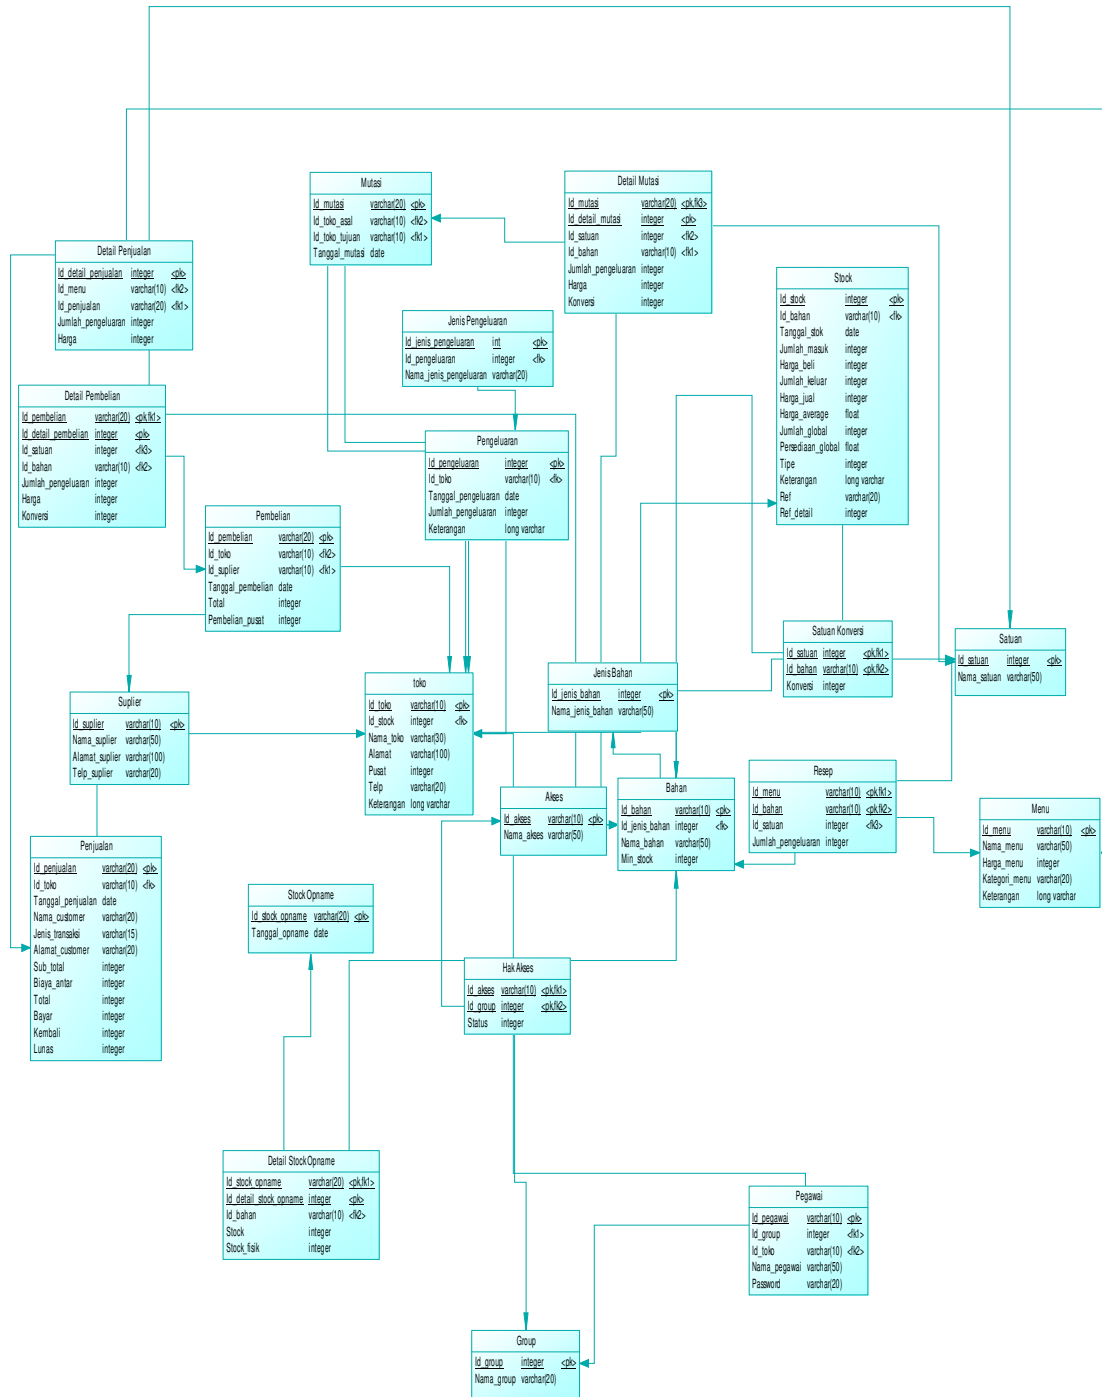 Mutasi
Id_mutasi varchar(20) <pk>
Id_toko_asal varchar(10) <fk2>
Id_toko_tujuan varchar(10) <fk1>
Tanggal_mutasi date
Detail Mutasi
Id_mutasi varchar(20) <pk,fk3>
Id_detail_mutasi integer <pk>
Id_satuan integer <fk2>
Id_bahan varchar(10) <fk1>
Jumlah_pengeluaran integer
Harga integer
Konversi integer
Detail Penjualan
Id_detail_penjualan integer <pk>
Id_menu varchar(10) <fk2>
Id_penjualan varchar(20) <fk1>
Jumlah_pengeluaran integer
Harga integer
Stock
Id_stock integer <pk>
Id_bahan varchar(10) <fk>
Tanggal_stok date
Jumlah_masuk integer
Harga_beli integer
Jumlah_keluar integer
Harga_jual integer
Harga_average float
Jumlah_global integer
Persediaan_global float
Tipe integer
Keterangan long varchar
Ref varchar(20)
Ref_detail integer
Jenis Pengeluaran
Id_jenis_pengeluaran int <pk>
Id_pengeluaran integer <fk>
Nama_jenis_pengeluaran varchar(20)
Detail Pembelian
Id_pembelian varchar(20) <pk,fk1>
Id_detail_pembelian integer <pk>
Id_satuan integer <fk3>
Id_bahan varchar(10) <fk2>
Jumlah_pengeluaran integer
Harga integer
Konversi integer
Pengeluaran
Id_pengeluaran integer <pk>
Id_toko varchar(10) <fk>
Tanggal_pengeluaran date
Jumlah_pengeluaran integer
Keterangan long varchar
Pembelian
Id_pembelian varchar(20) <pk>
Id_toko varchar(10) <fk2>
Id_suplier varchar(10) <fk1>
Tanggal_pembelian date
Total integer
Pembelian_pusat integer
Satuan Konversi
Id_satuan integer <pk,fk1>
Id_bahan varchar(10) <pk,fk2>
Konversi integer
Satuan
Id_satuan integer <pk>
Nama_satuan varchar(50)
Jenis Bahan
Id_jenis_bahan integer <pk>
Nama_jenis_bahan varchar(50)
toko
Id_toko varchar(10) <pk>
Id_stock integer <fk>
Nama_toko varchar(30)
Alamat varchar(100)
Pusat integer
Telp varchar(20)
Keterangan long varchar
Suplier
Id_suplier varchar(10) <pk>
Nama_suplier varchar(50)
Alamat_suplier varchar(100)
Telp_suplier varchar(20)
Resep
Id_menu varchar(10) <pk,fk1>
Id_bahan varchar(10) <pk,fk2>
Id_satuan integer <fk3>
Jumlah_pengeluaran integer
Bahan
Id_bahan varchar(10) <pk>
Id_jenis_bahan integer <fk>
Nama_bahan varchar(50)
Min_stock integer
Akses
Id_akses varchar(10) <pk>
Nama_akses varchar(50)
Menu
Id_menu varchar(10) <pk>
Nama_menu varchar(50)
Harga_menu integer
Kategori_menu varchar(20)
Keterangan long varchar
Penjualan
Id_penjualan varchar(20) <pk>
Id_toko varchar(10) <fk>
Tanggal_penjualan date
Nama_customer varchar(20)
Jenis_transaksi varchar(15)
Alamat_customer varchar(20)
Sub_total integer
Biaya_antar integer
Total integer
Bayar integer
Kembali integer
Lunas integer
Stock Opname
Id_stock_opname varchar(20) <pk>
Tanggal_opname date
Hak Akses
Id_akses varchar(10) <pk,fk1>
Id_group integer <pk,fk2>
Status integer
Detail Stock Opname
Id_stock_opname varchar(20) <pk,fk1>
Id_detail_stock_opname integer <pk>
Id_bahan varchar(10) <fk2>
Stock integer
Stock_fisik integer
Pegawai
Id_pegawai varchar(10) <pk>
Id_group integer <fk1>
Id_toko varchar(10) <fk2>
Nama_pegawai varchar(50)
Password varchar(20)
Group
Id_group integer <pk>
Nama_group varchar(20)